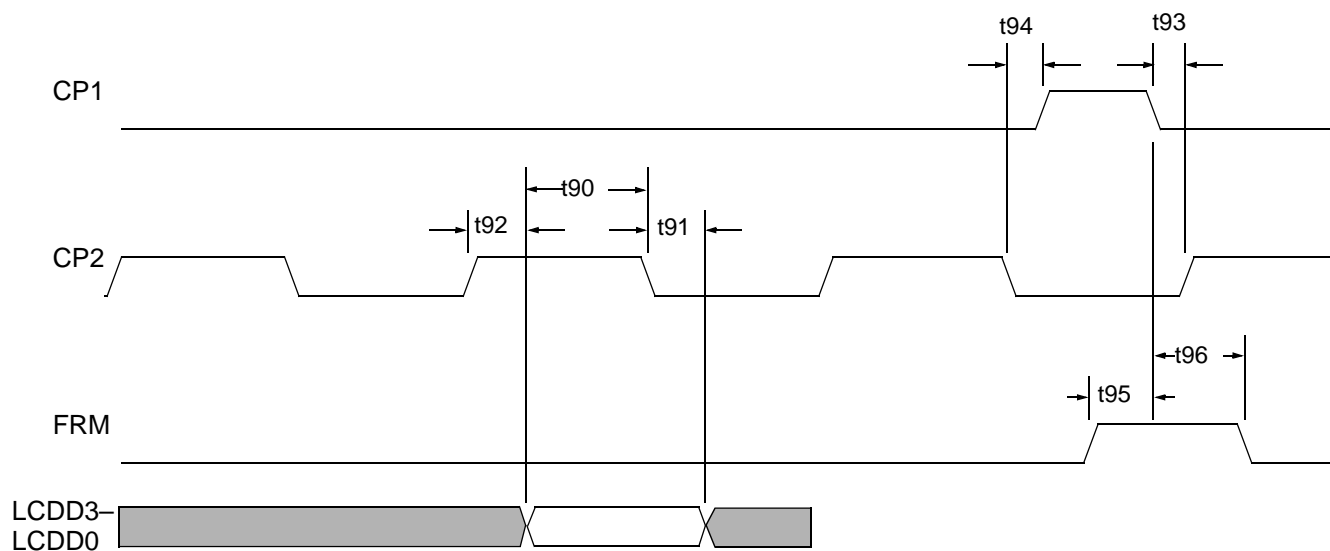 t94
t93
CP1
t90
t92
t91
CP2
t96
t95
FRM
LCDD3–
LCDD0